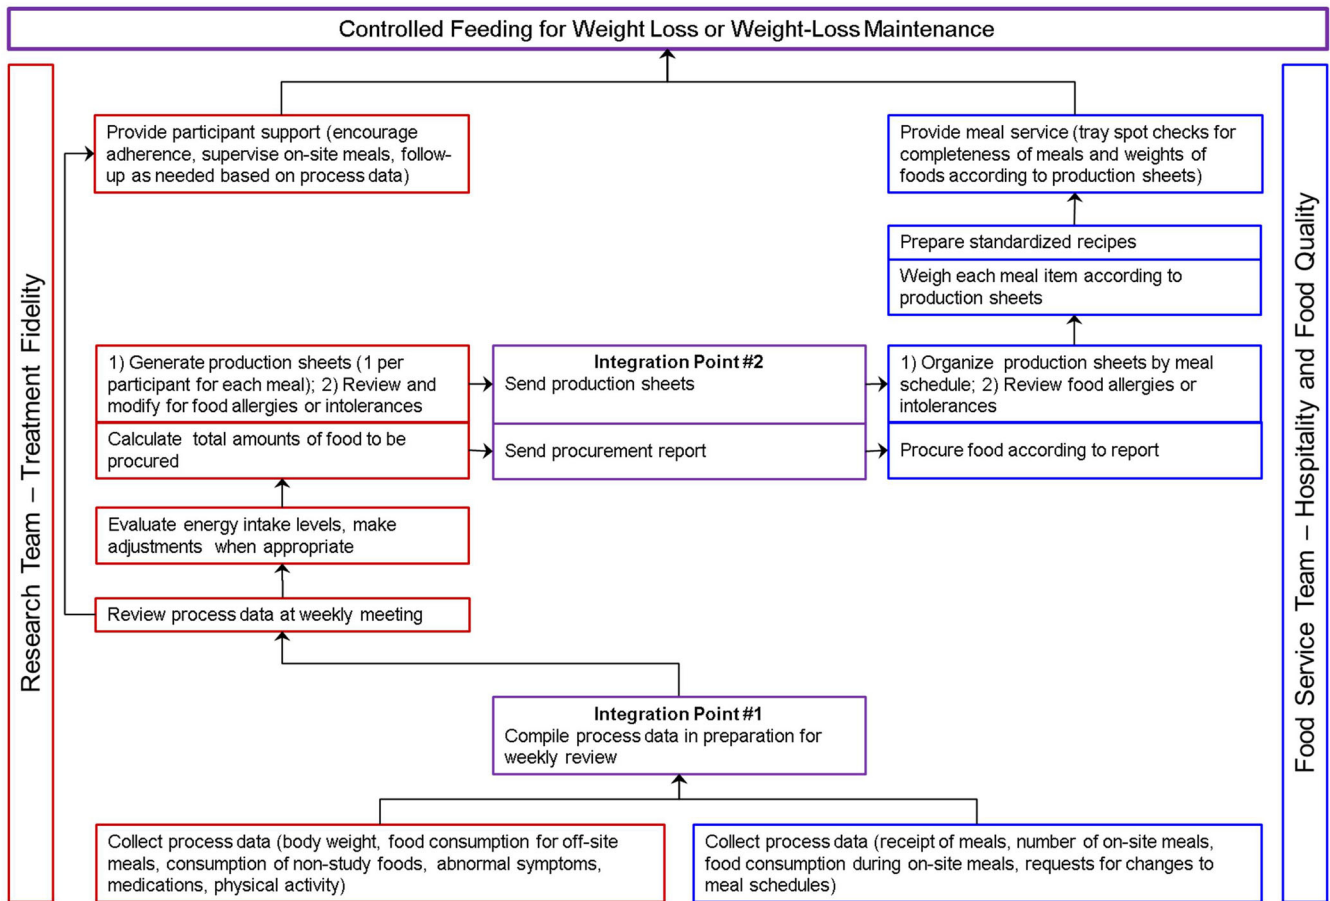 Controlled Feeding for Weight Loss or Weight-Loss Maintenance
Research Team – Treatment Fidelity
Food Service Team – Hospitality and Food Quality
Provide participant support (encourage
adherence, supervise on-site meals, follow-
up as needed based on process data)
Provide meal service (tray spot checks for
completeness of meals and weights of
foods according to production sheets)
Prepare standardized recipes
Weigh each meal item according to
production sheets
1) Generate production sheets (1 per
participant for each meal); 2) Review and
modify for food allergies or intolerances
Calculate total amounts of food to be
procured
Integration Point #2
Send production sheets
Send procurement report
1) Organize production sheets by meal
schedule; 2) Review food allergies or
intolerances
Procure food according to report
Evaluate energy intake levels, make
adjustments when appropriate
Review process data at weekly meeting
Integration Point #1
Compile process data in preparation for
weekly review
Collect process data (body weight, food consumption for off-site
meals, consumption of non-study foods, abnormal symptoms,
medications, physical activity)
Collect process data (receipt of meals, number of on-site meals,
food consumption during on-site meals, requests for changes to
meal schedules)